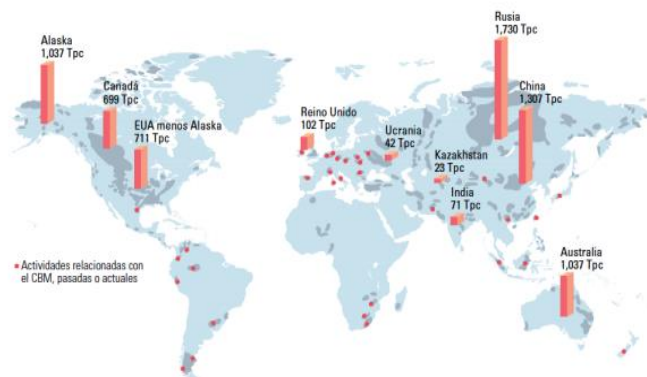 Alaska
1,037 Tpc
Canadá
699 Tpc
EUA menos Alaska
711 Tpc
Reino Unido
102 Tpc
Ucrania
42 Tpc
Kazakhstan
23 Tpc
India
71 Tpc
Rusia
1,730 Tpc
China
1,307 Tpc
Australia
1,037 Tpc
Actividades relacionadas con
el CBM, pasadas o actuales